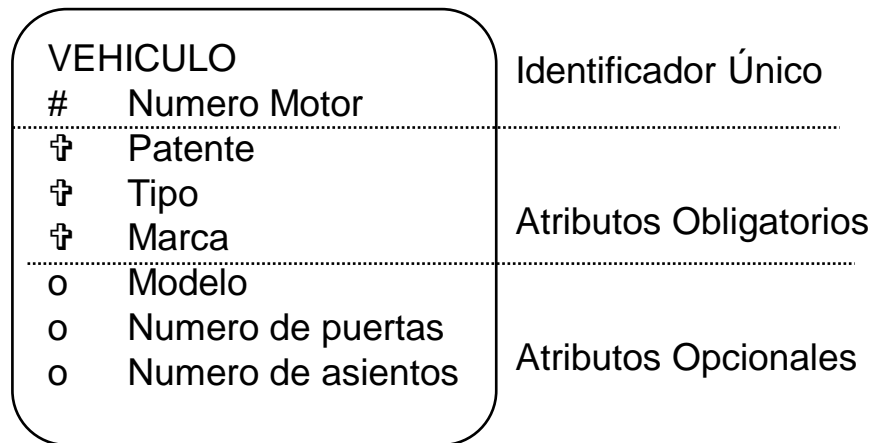 VEHICULO
# Numero Motor
✞ Patente
✞ Tipo
✞ Marca
o Modelo
o Numero de puertas
o Numero de asientos
Identificador Único
Atributos Obligatorios
Atributos Opcionales